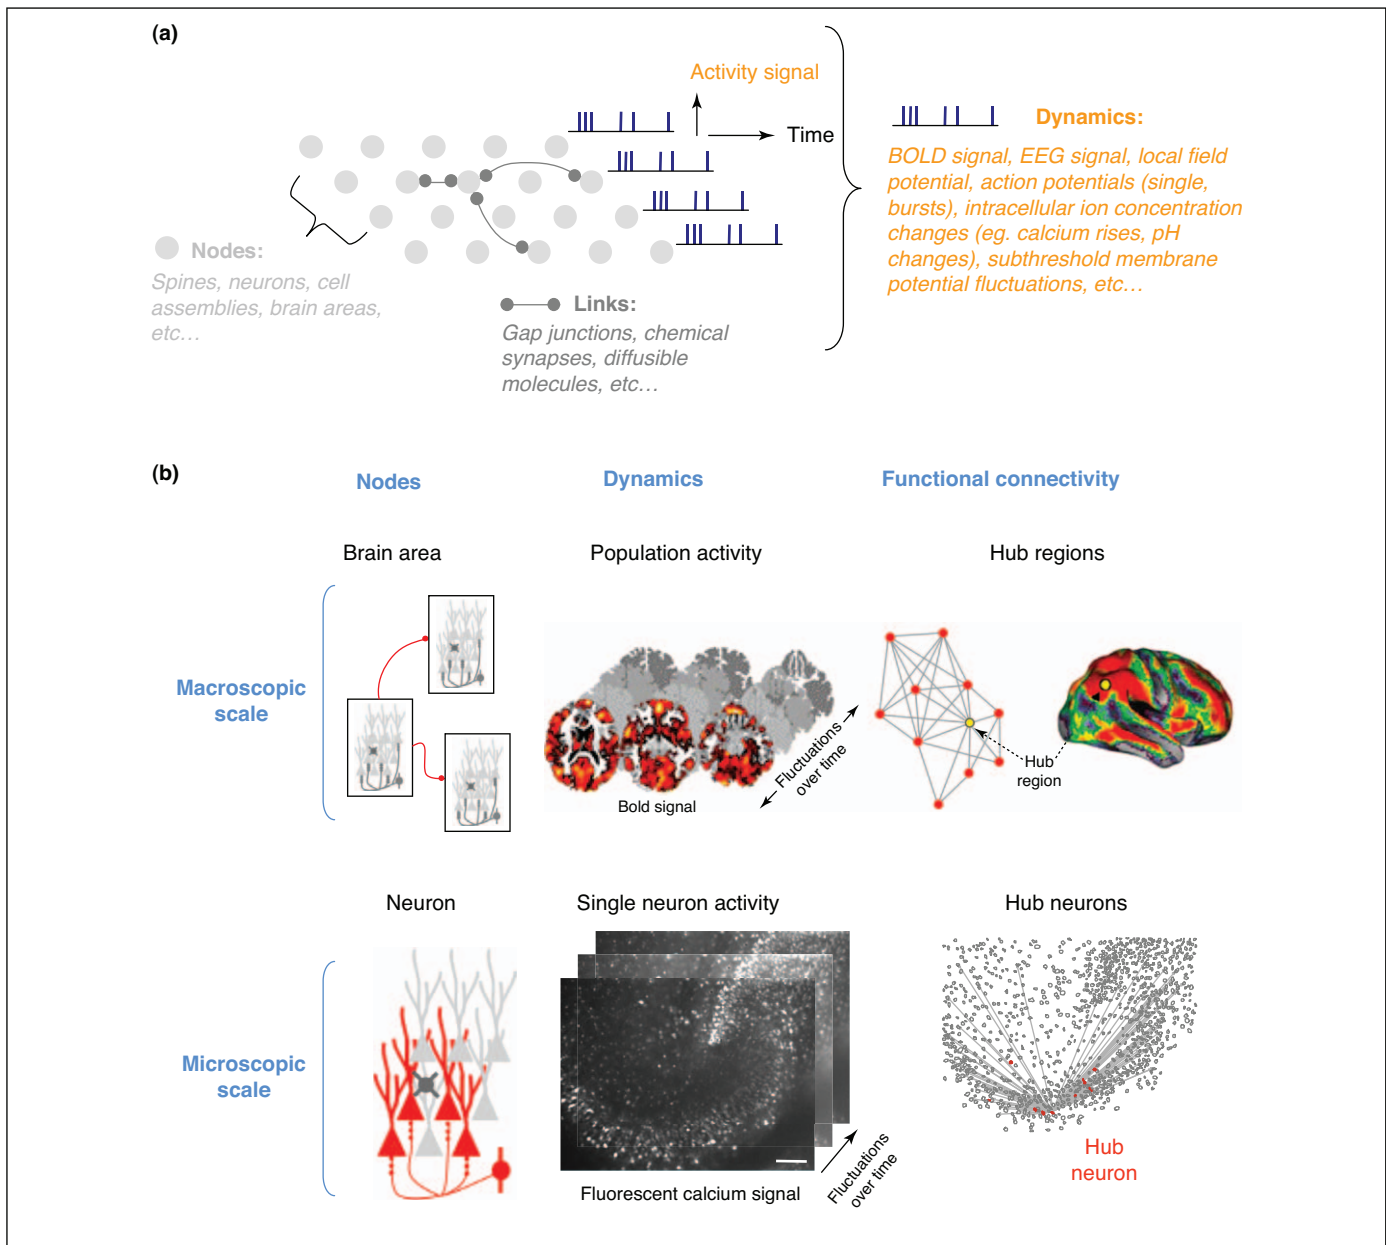 (a)
Activity signal
Time
Nodes:
Spines, neurons, cell
assemblies, brain areas,
etc…
Links:
Gap junctions, chemical
synapses, diffusible
molecules, etc…
Dynamics:
BOLD signal, EEG signal, local field
potential, action potentials (single,
bursts), intracellular ion concentration
changes (eg. calcium rises, pH
changes), subthreshold membrane
potential fluctuations, etc…
(b)
Nodes
Dynamics
Functional connectivity
Brain area
Population activity
Hub regions
Macroscopic
scale
Bold signal
Fluctuations
over time
Hub
region
Neuron
Single neuron activity
Hub neurons
Microscopic
scale
Fluorescent calcium signal
Fluctuations
over time
Hub
neuron